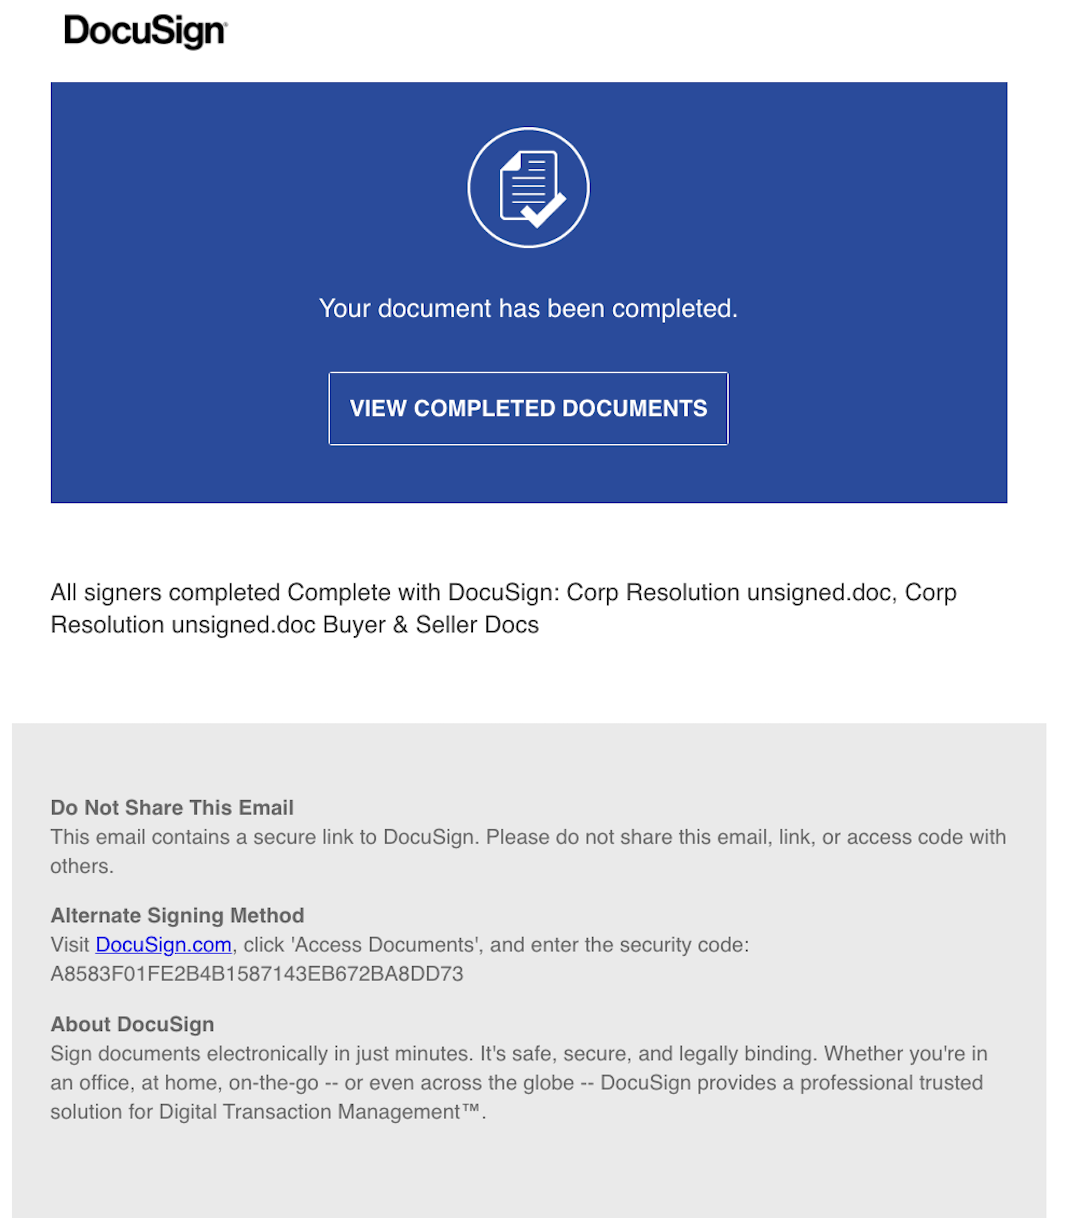 DocuSign
Your document has been completed.
VIEW COMPLETED DOCUMENTS
All signers completed Complete with DocuSign: Corp Resolution unsigned.doc, Corp
Resolution unsigned.doc Buyer & Seller Docs
Do Not Share This Email
This email contains a secure link to DocuSign. Please do not share this email, link, or access code with
others.
Alternate Signing Method
Visit DocuSign.com, click 'Access Documents', and enter the security code:
A8583F01FE2B4B1587143EB672BA8DD73
About DocuSign
Sign documents electronically in just minutes. It's safe, secure, and legally binding. Whether you're in
an office, at home, on-the-go -- or even across the globe -- DocuSign provides a professional trusted
solution for Digital Transaction Management™.